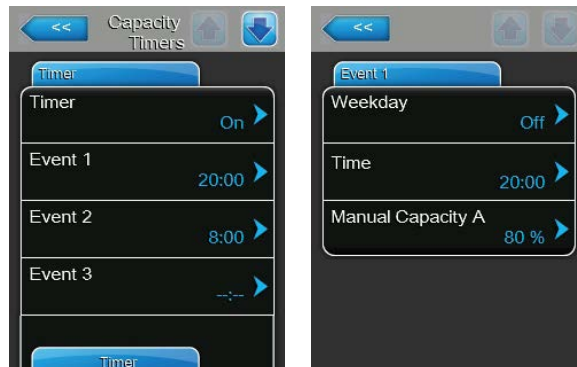 <<
Capacity
Timers
Timer
Timer
On
Event 1
20:00
Event 2
8:00
Event 3
--:--
Timer
<<
Event 1
Weekday
Off
Time
20:00
Manual Capacity A
80 %